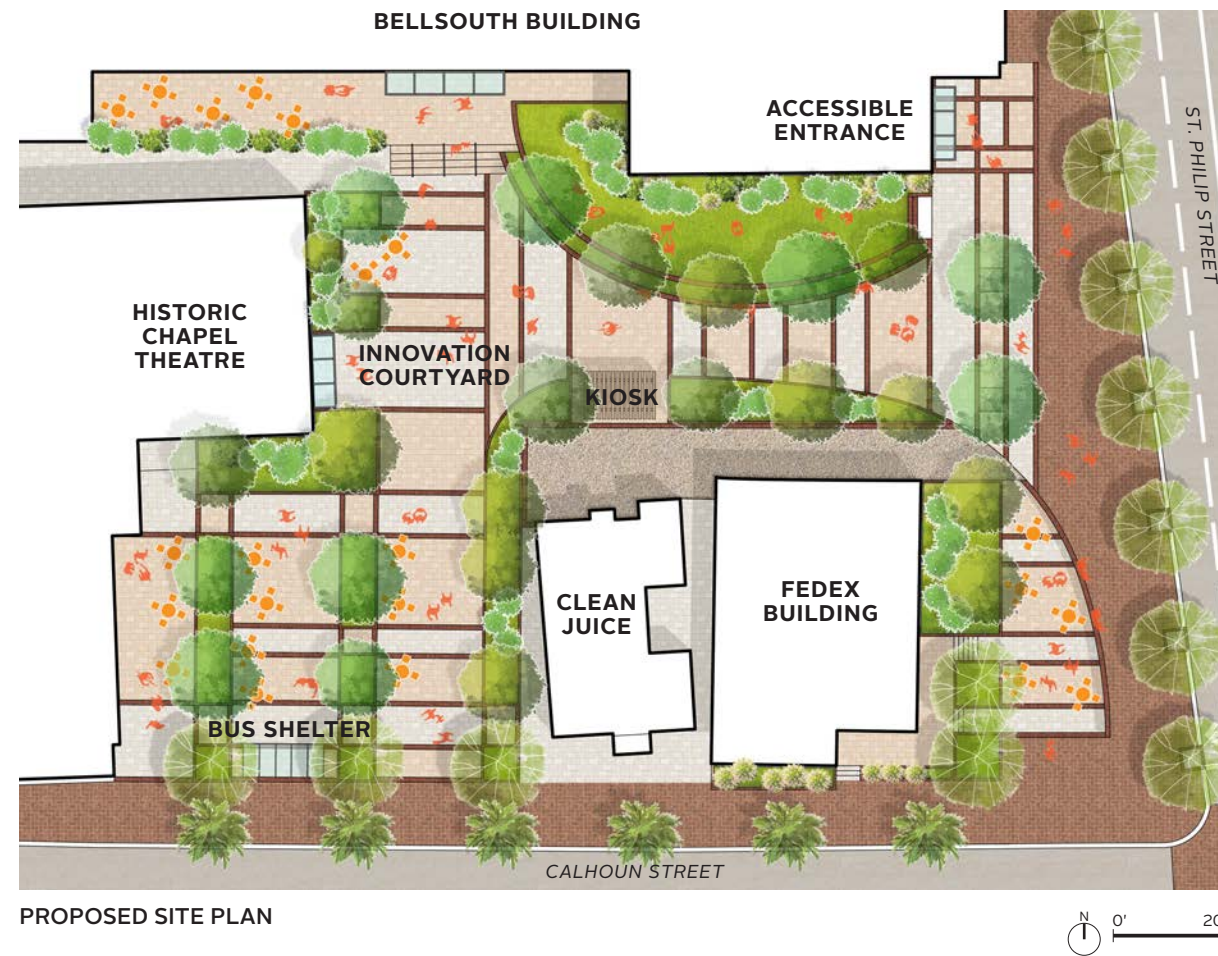 BELLSOUTH BUILDING
ACCESSIBLE
ENTRANCE
ST. PHILIP STREET
HISTORIC
CHAPEL
THEATRE
INNOVATION
COURTYARD
KIOSK
CLEAN
JUICE
FEDEX
BUILDING
BUS SHELTER
CALHOUN STREET
PROPOSED SITE PLAN
N
0'
20